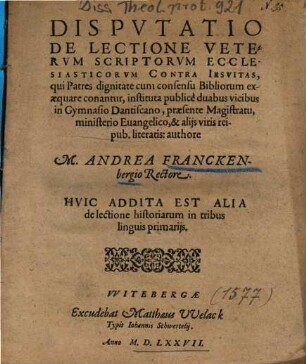 Diss. Theol. prot. 921
DISPVTATIO
DE LECTIONE VETE-
RVM SCRIPTORVM ECCLE-
SIASTICORVM CONTRA IESVITAS,
qui Patres dignitate cum consensu Bibliorum ex-
æquare conantur, instituta publicè duabus vicibus
in Gymnasio Dantiscano, præsente Magistratu,
ministerio Euangelico, & alijs viris rei-
pub. literatis: authore
M. ANDREA FRANCKEN-
bergio Rectore.
HVIC ADDITA EST ALIA
de lectione historiarum in tribus
linguis primarijs.
VVITEBERGÆ
(1577)
Excudebat Matthæus VVelack
Typis Iohannis Schwertelij.
Anno M. D. LXXVII.